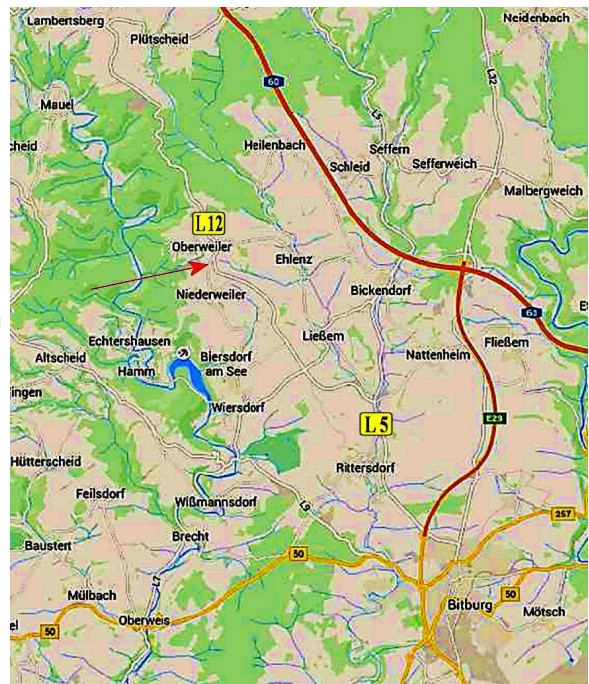 Lambertsberg
Neidenbach
Plütscheid
60
L32
Mauel
L5
cheid
Heilenbach
Seffern
Schleid
Sefferweich
Malbergweich
L12
Oberweiler
Ehlenz
Niederweiler
Bickendorf
60
Echtershausen
Ließem
Fließem
Altscheid
Biersdorf
am See
Nattenheim
Hamm
ingen
Wiersdorf
E29
L5
Hütterscheid
Rittersdorf
Feilsdorf
Wißmannsdorf
L9
257
Brecht
Baustert
50
L7
Mülbach
50
Bitburg
Mötsch
Oberweis
el
50